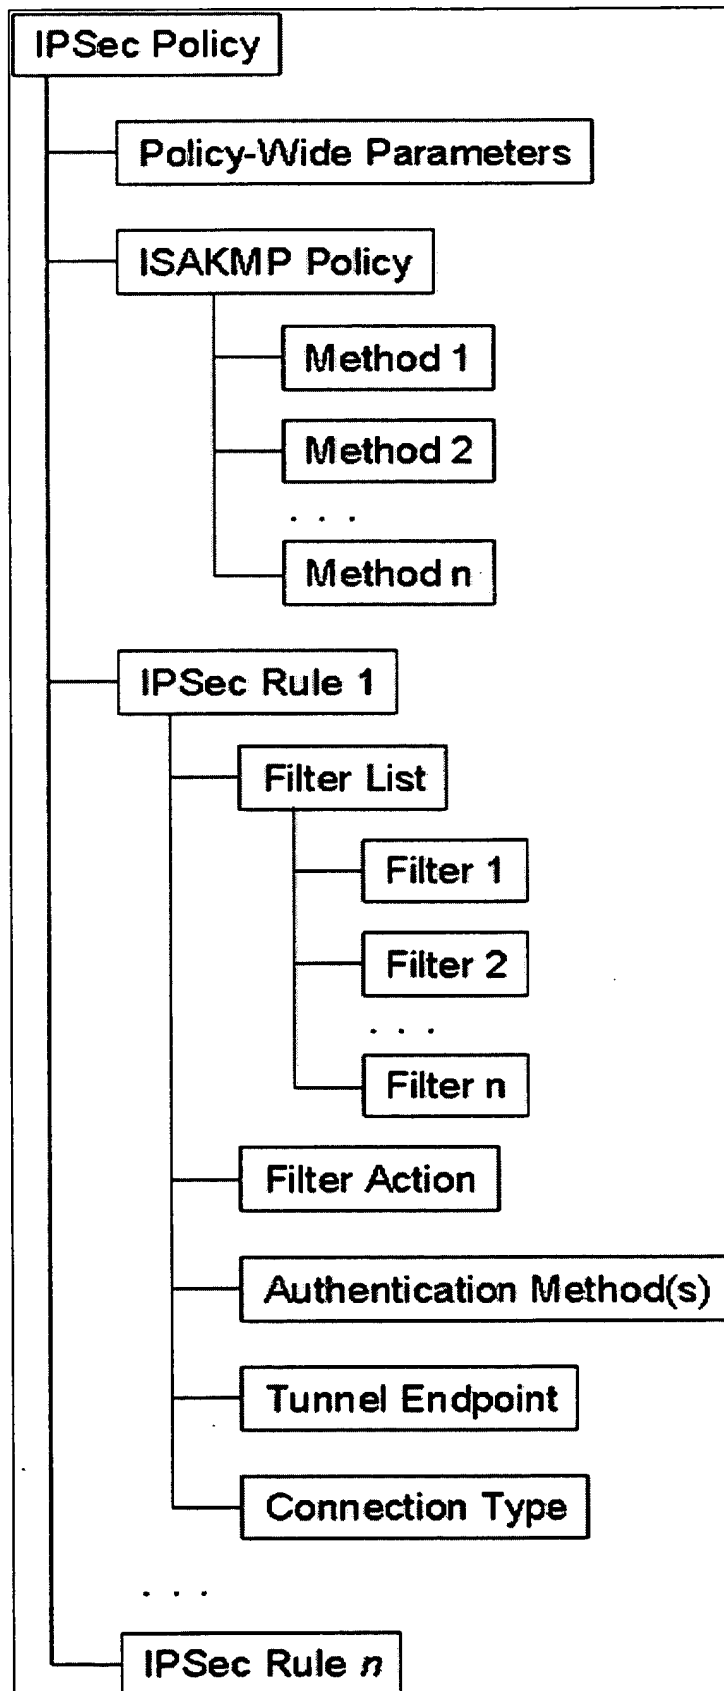 IPSec Policy
Policy-Wide Parameters
ISAKMP Policy
Method 1
Method 2
. . .
Method n
IPSec Rule 1
Filter List
Filter 1
Filter 2
. . .
Filter n
Filter Action
Authentication Method(s)
Tunnel Endpoint
Connection Type
. . .
IPSec Rule n